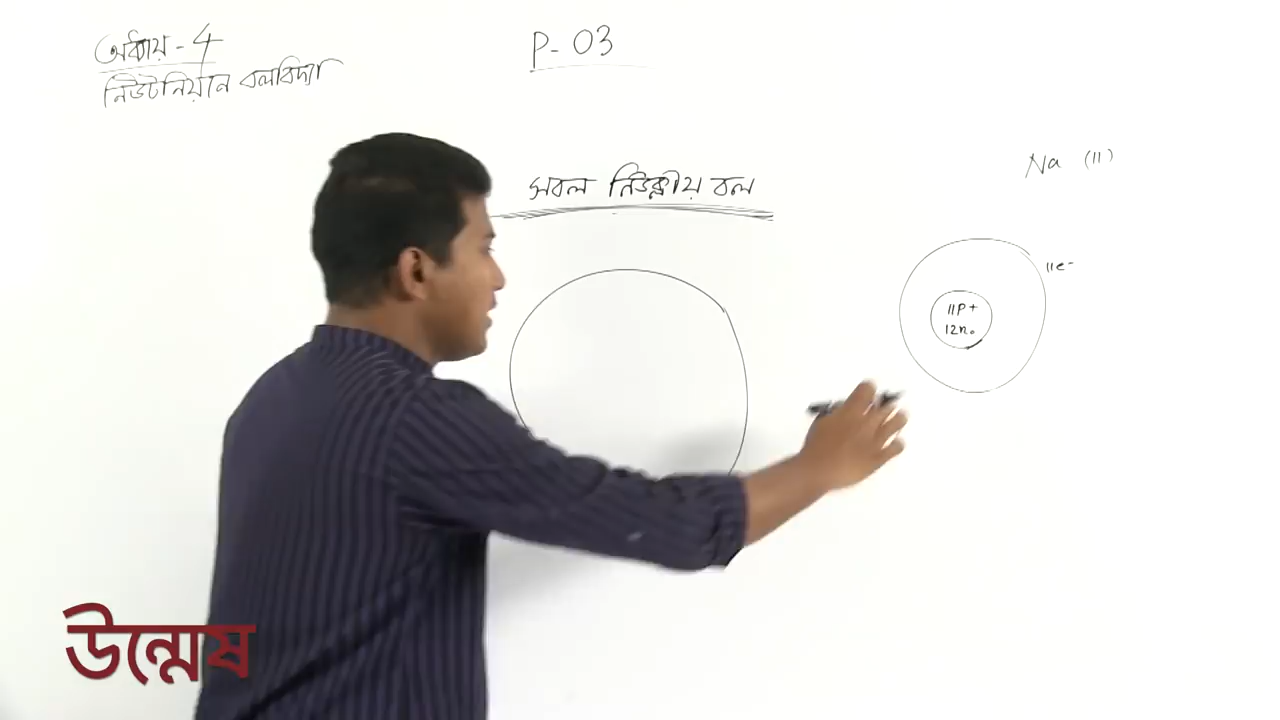 অধ্যায় - 4
নিউটনিয়ান বলবিদ্যা
P- 03
সবল নিউক্লীয় বল
Na (11)
11e-
11P+
12n₀
উন্মেষ